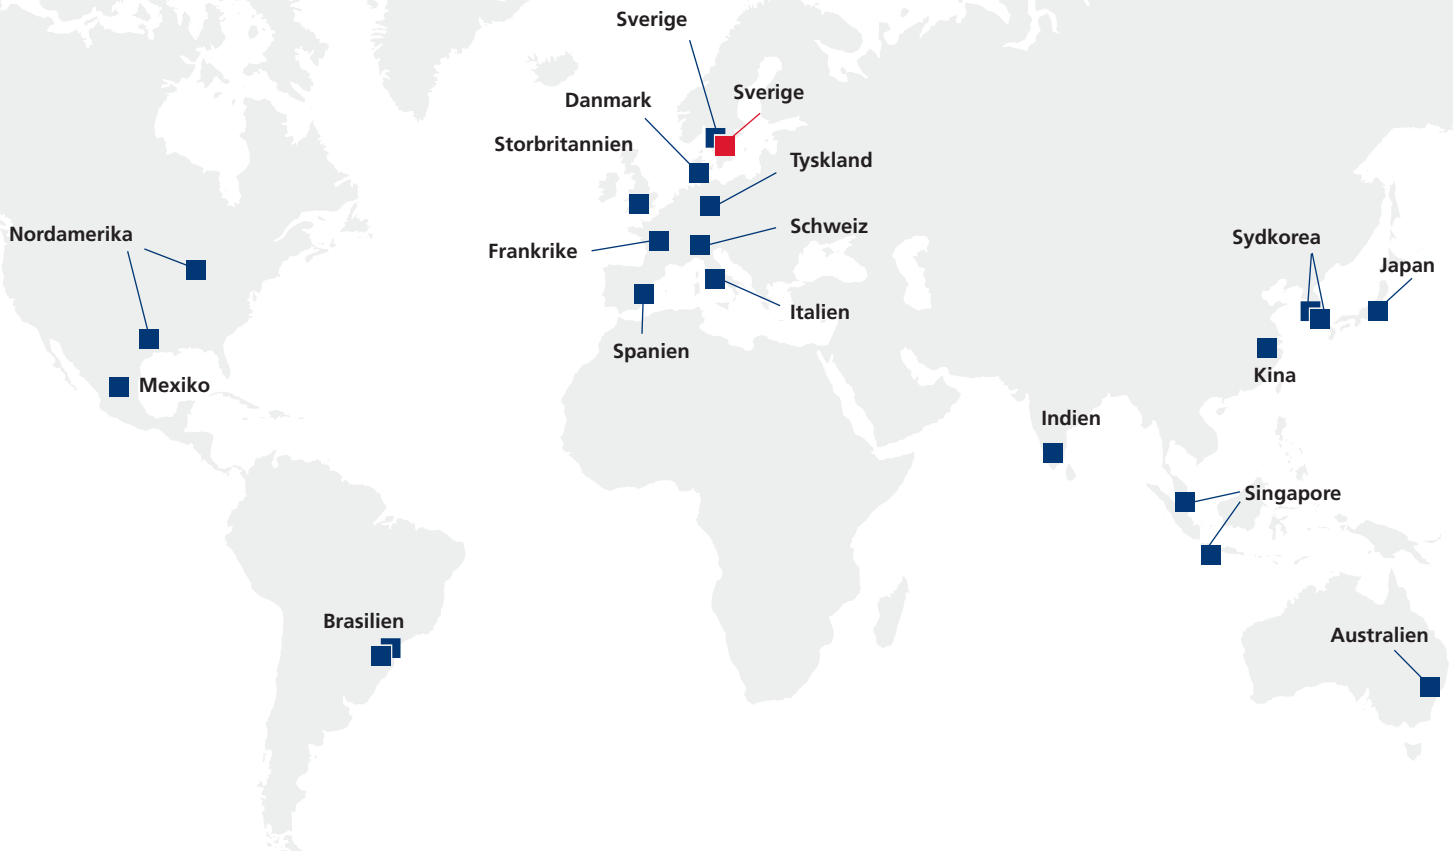 Sverige
Sverige
Danmark
Storbritannien
Tyskland
Schweiz
Nordamerika
Frankrike
Sydkorea
Japan
Italien
Spanien
Kina
Mexiko
Indien
Singapore
Brasilien
Australien